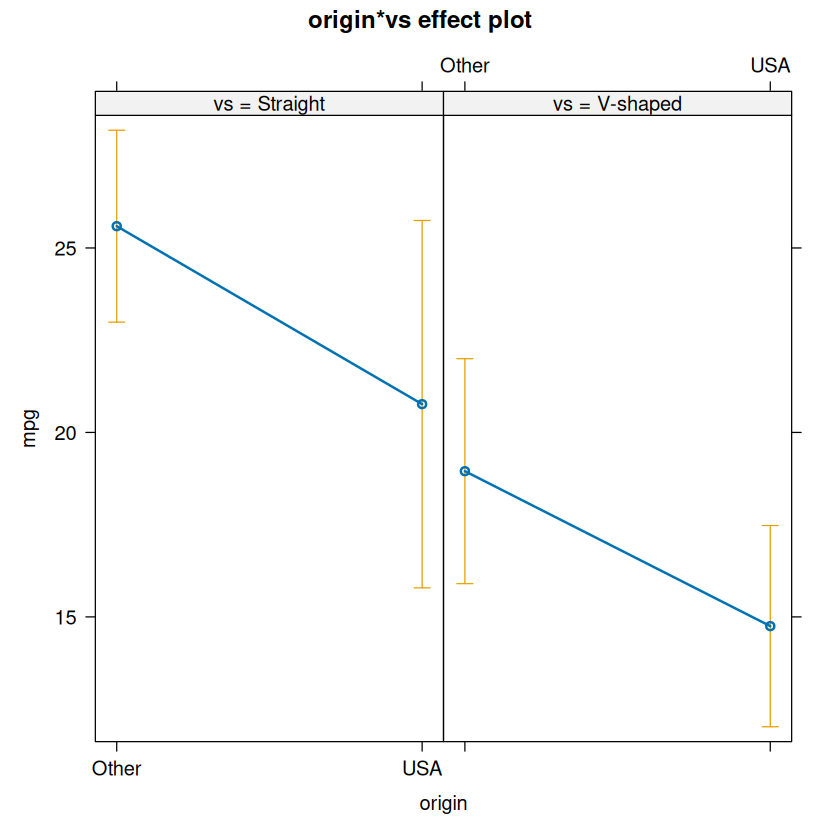 origin*vs effect plot
Other USA
vs = Straight vs = V-shaped
25
20
15
mpg
Other USA
origin